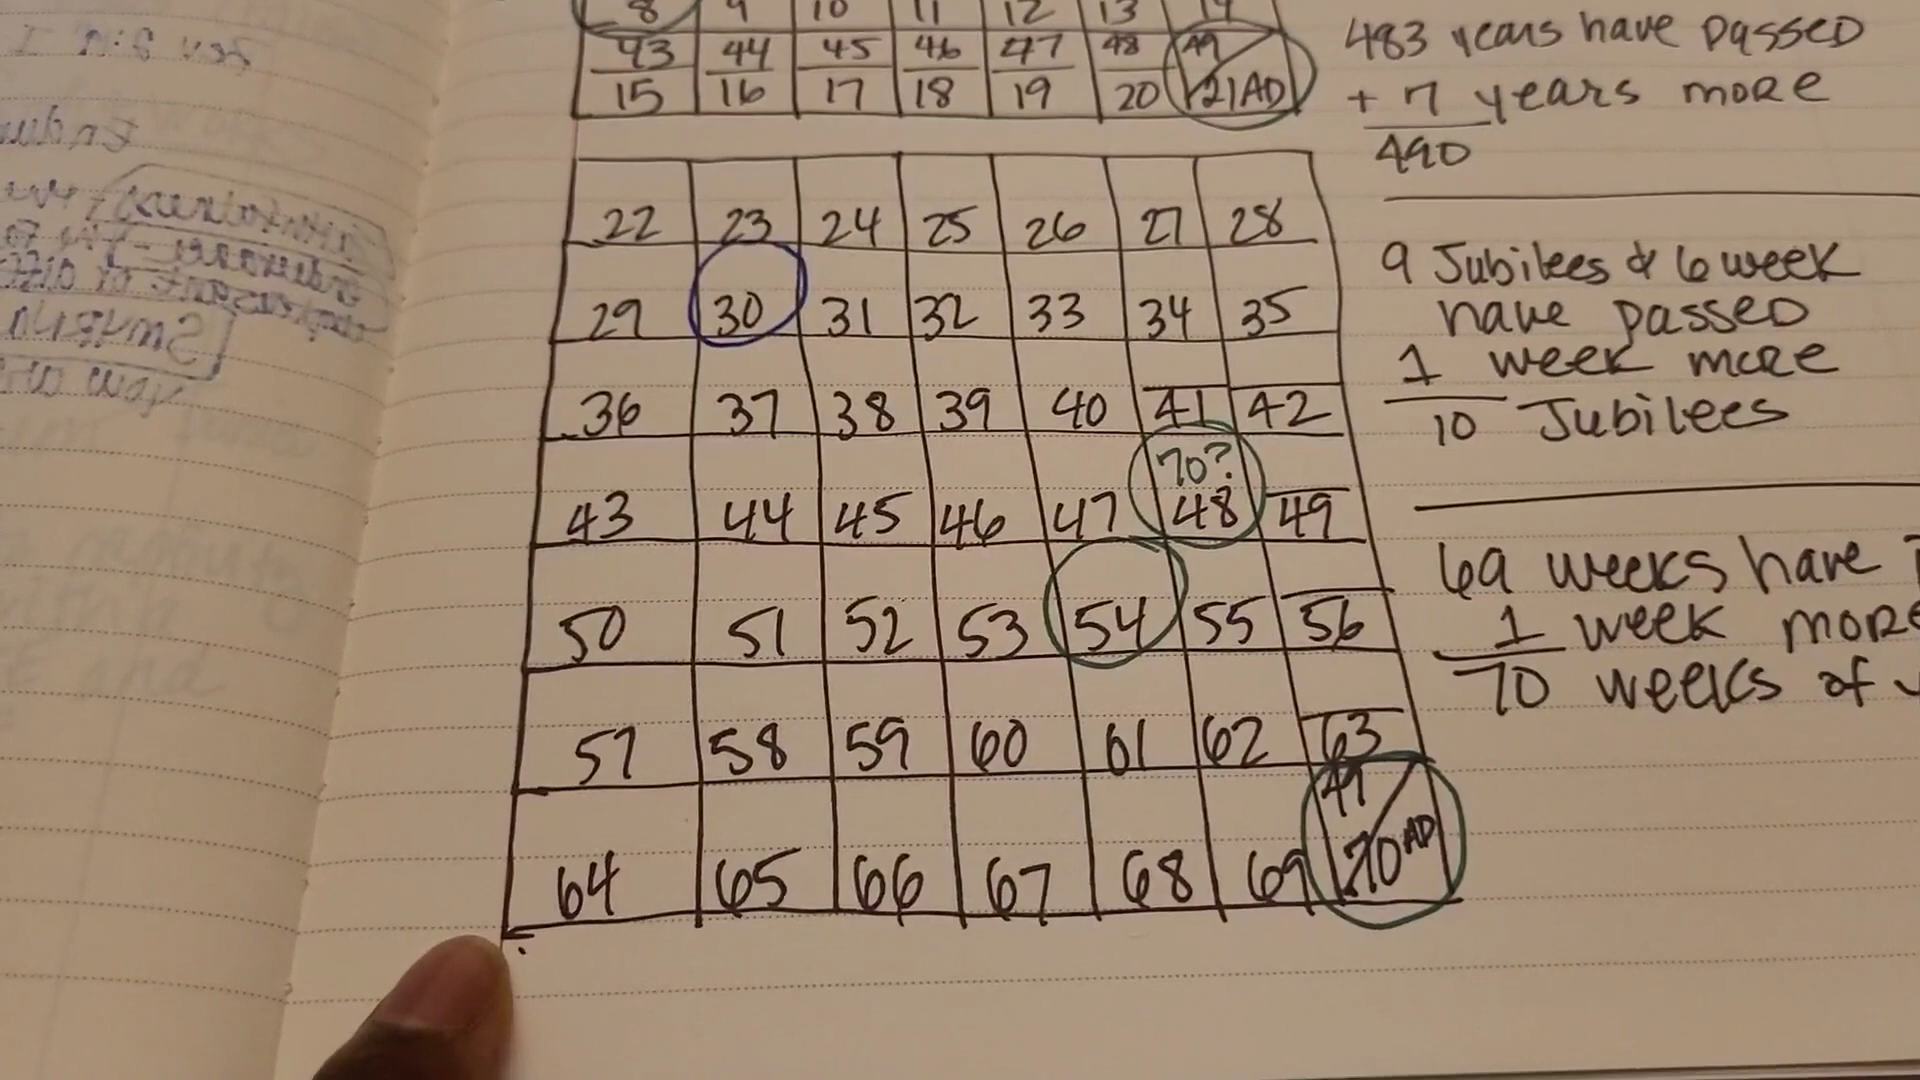 8 9 10 11 12 13 14
43 44 45 46 47 48 49
15 16 17 18 19 20 21AD
22 23 24 25 26 27 28
29 30 31 32 33 34 35
36 37 38 39 40 41 42
70?
43 44 45 46 47 48 49
50 51 52 53 54 55 56
57 58 59 60 61 62 63
49
64 65 66 67 68 69 70AD
483 years have passed
+ 7 years more
490
9 Jubilees & 6 week
have passed
1 week more
10 Jubilees
69 weeks have
1 week more
70 weeks of